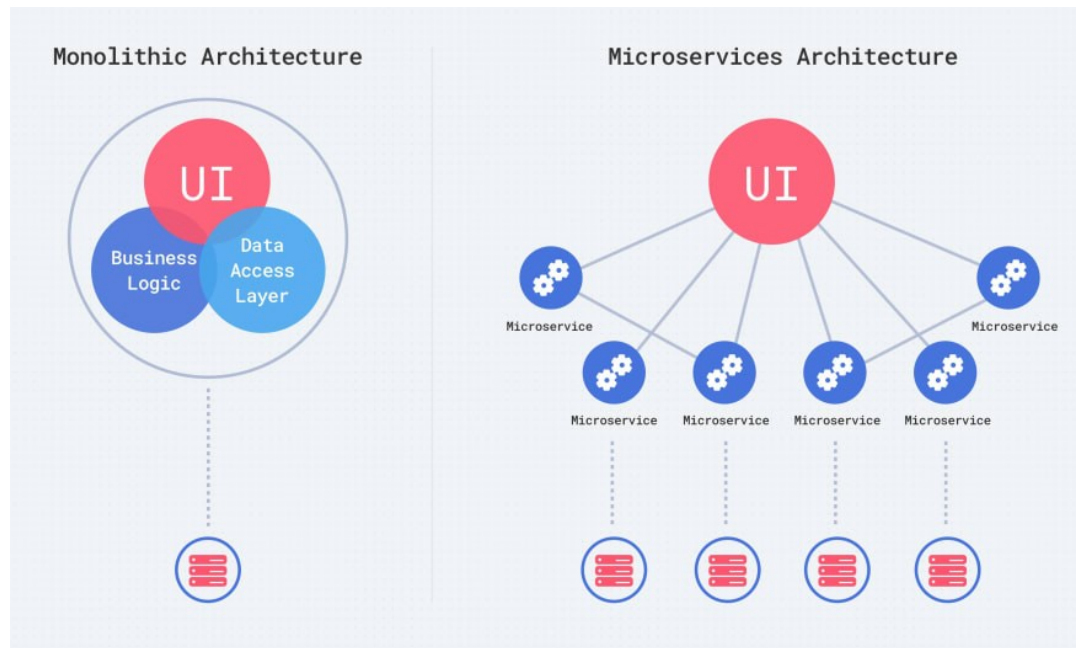 Monolithic Architecture
UI
Business
Logic
Data
Access
Layer
Microservices Architecture
UI
Microservice
Microservice
Microservice
Microservice
Microservice
Microservice